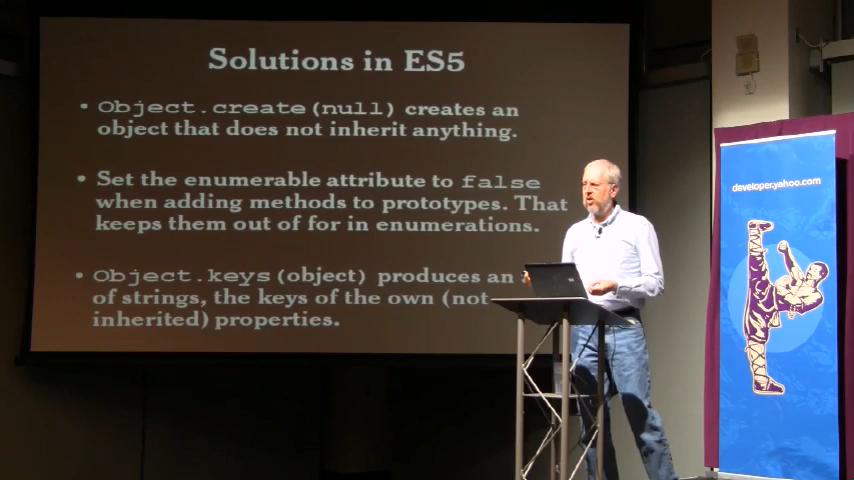 Solutions in ES5
• Object.create(null) creates an
object that does not inherit anything.
• Set the enumerable attribute to false
when adding methods to prototypes. That
keeps them out of for in enumerations.
• Object.keys(object) produces an
of strings, the keys of the own (not
inherited) properties.
developer.yahoo.com